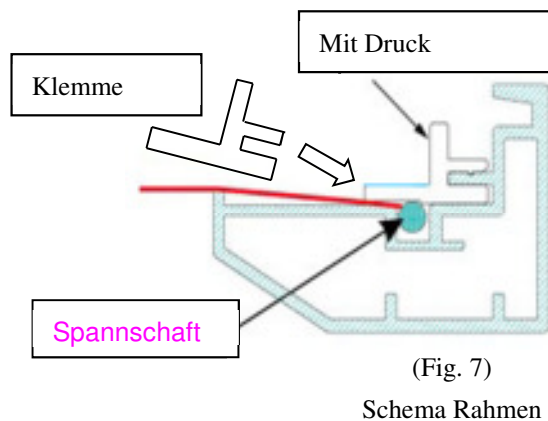 Mit Druck
Klemme
Spannschaft
(Fig. 7)
Schema Rahmen